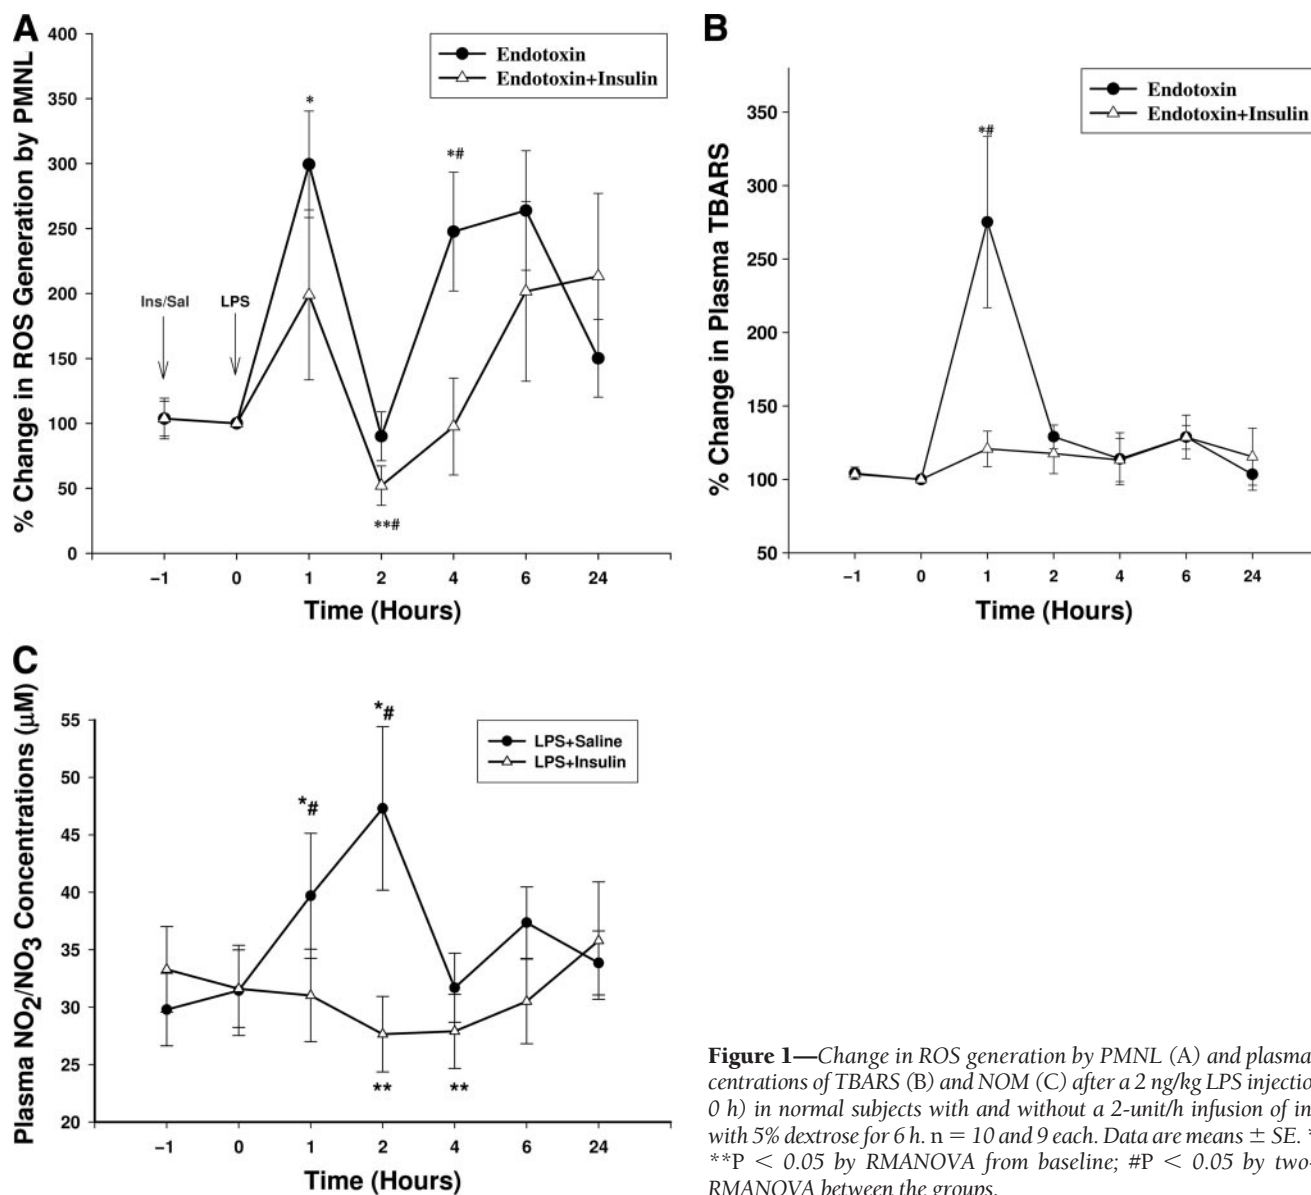 A
% Change in ROS Generation by PMNL
400
350
300
250
200
150
100
50
0
Endotoxin
Endotoxin+Insulin
*
*#
Ins/Sal
LPS
**#
−1 0 1 2 4 6 24
Time (Hours)
B
% Change in Plasma TBARS
350
300
250
200
150
100
50
Endotoxin
Endotoxin+Insulin
*#
−1 0 1 2 4 6 24
Time (Hours)
C
Plasma NO2/NO3 Concentrations (μM)
55
50
45
40
35
30
25
20
LPS+Saline
LPS+Insulin
*#
*#
** **
−1 0 1 2 4 6 24
Time (Hours)
Figure 1—Change in ROS generation by PMNL (A) and plasma
centrations of TBARS (B) and NOM (C) after a 2 ng/kg LPS injectio
0 h) in normal subjects with and without a 2-unit/h infusion of in
with 5% dextrose for 6 h. n = 10 and 9 each. Data are means ± SE. *
**P < 0.05 by RMANOVA from baseline; #P < 0.05 by two-
RMANOVA between the groups.